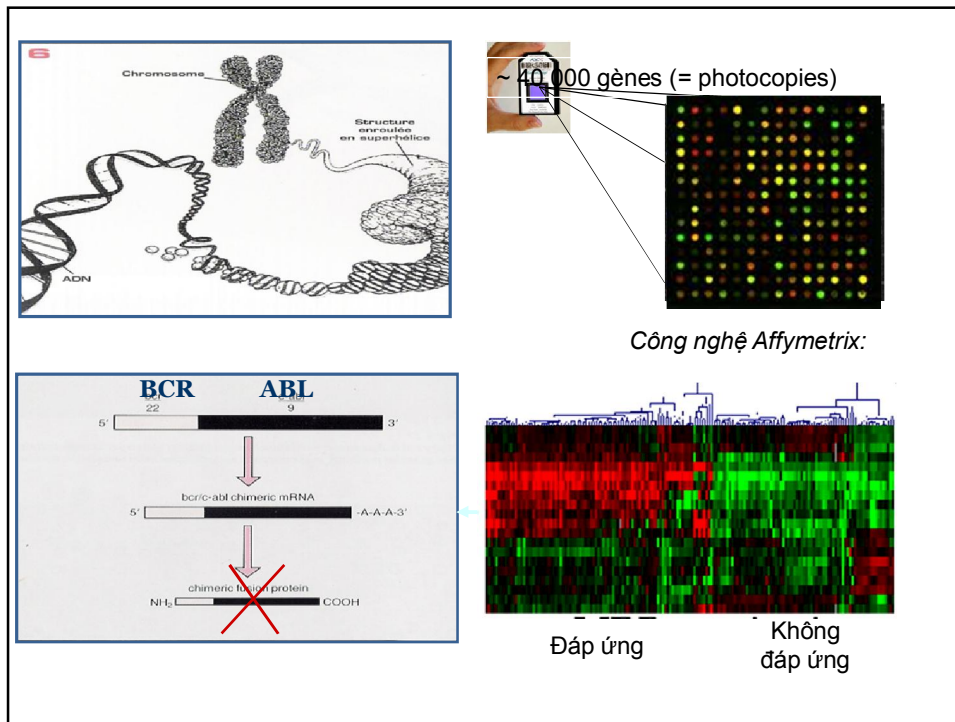 6
Chromosome
Structure
enroulée
en superhélice
ADN
~ 40 000 gènes (= photocopies)
Công nghệ Affymetrix:
BCR ABL
22 9
5' 3'
bcr/c-abl chimeric mRNA
5' -A-A-A-3'
chimeric fusion protein
NH2 COOH
Đáp ứng
Không
đáp ứng